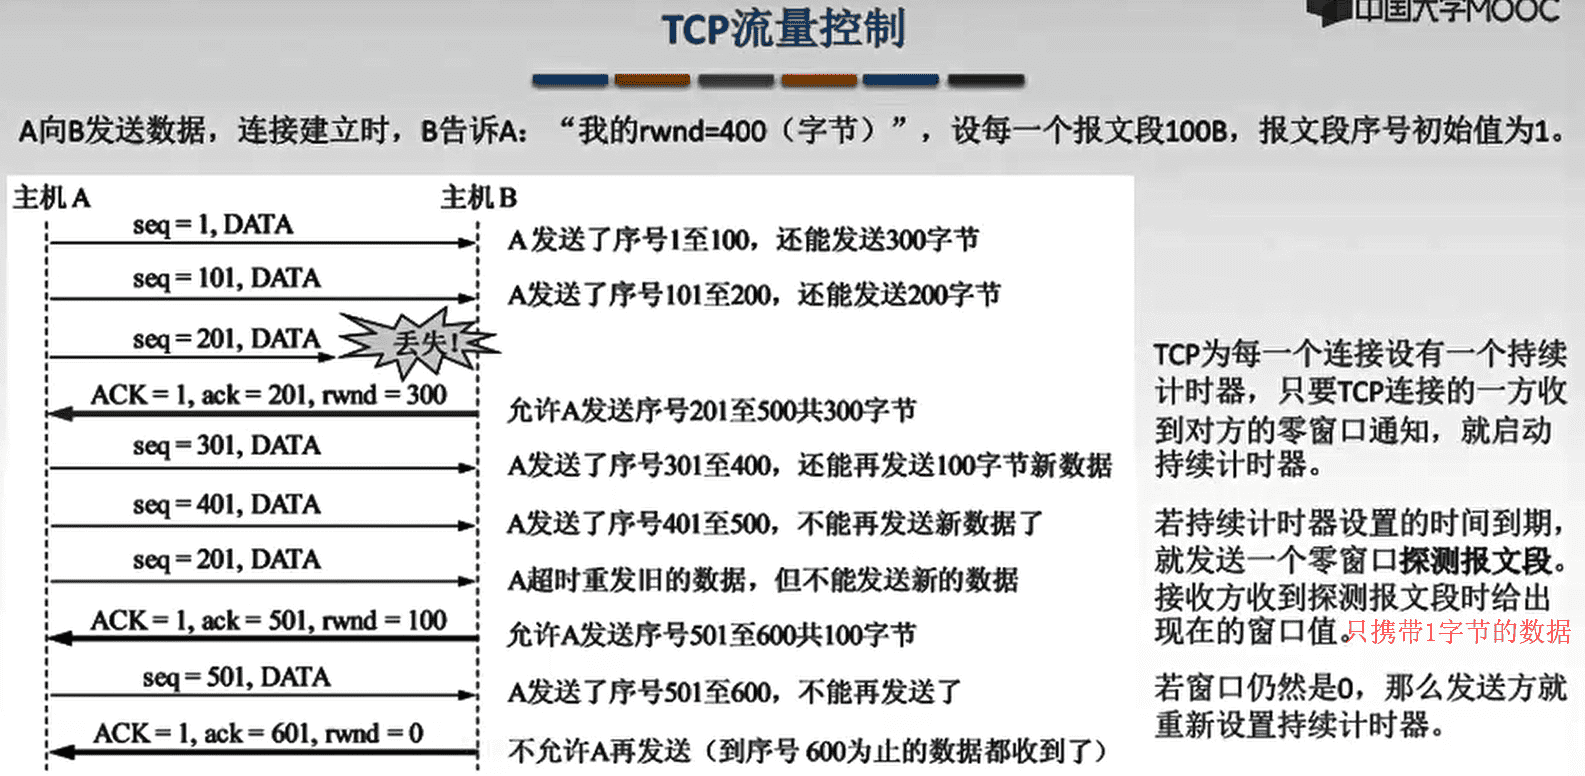 中国大学MOOC
TCP流量控制
A向B发送数据，连接建立时，B告诉A：“我的rwnd=400（字节）”，设每一个报文段100B，报文段序号初始值为1。
主机A
主机B
seq = 1, DATA
A发送了序号1至100，还能发送300字节
seq = 101, DATA
A发送了序号101至200，还能发送200字节
seq = 201, DATA
丢失!
ACK = 1, ack = 201, rwnd = 300
允许A发送序号201至500共300字节
seq = 301, DATA
A发送了序号301至400，还能再发送100字节新数据
seq = 401, DATA
A发送了序号401至500，不能再发送新数据了
seq = 201, DATA
A超时重发旧的数据，但不能发送新的数据
ACK = 1, ack = 501, rwnd = 100
允许A发送序号501至600共100字节
seq = 501, DATA
A发送了序号501至600，不能再发送了
ACK = 1, ack = 601, rwnd = 0
不允许A再发送（到序号 600为止的数据都收到了）
TCP为每一个连接设有一个持续
计时器，只要TCP连接的一方收
到对方的零窗口通知，就启动
持续计时器。
若持续计时器设置的时间到期，
就发送一个零窗口探测报文段。
接收方收到探测报文段时给出
现在的窗口值。只携带1字节的数据
若窗口仍然是0，那么发送方就
重新设置持续计时器。